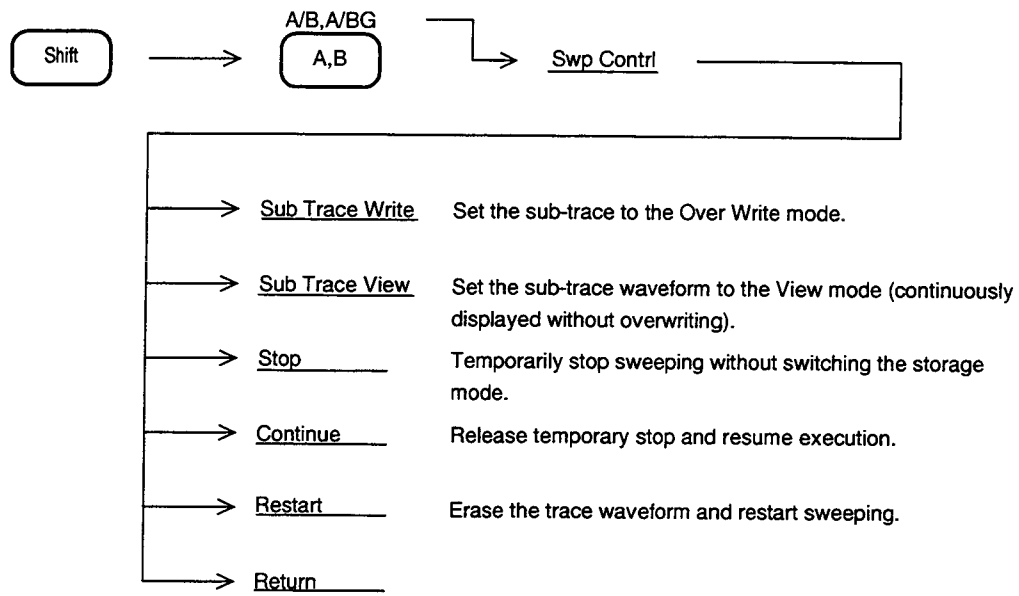 A/B,A/BG
Shift
A,B
Swp Contrl
Sub Trace Write Set the sub-trace to the Over Write mode.
Sub Trace View Set the sub-trace waveform to the View mode (continuously
displayed without overwriting).
Stop Temporarily stop sweeping without switching the storage
mode.
Continue Release temporary stop and resume execution.
Restart Erase the trace waveform and restart sweeping.
Return